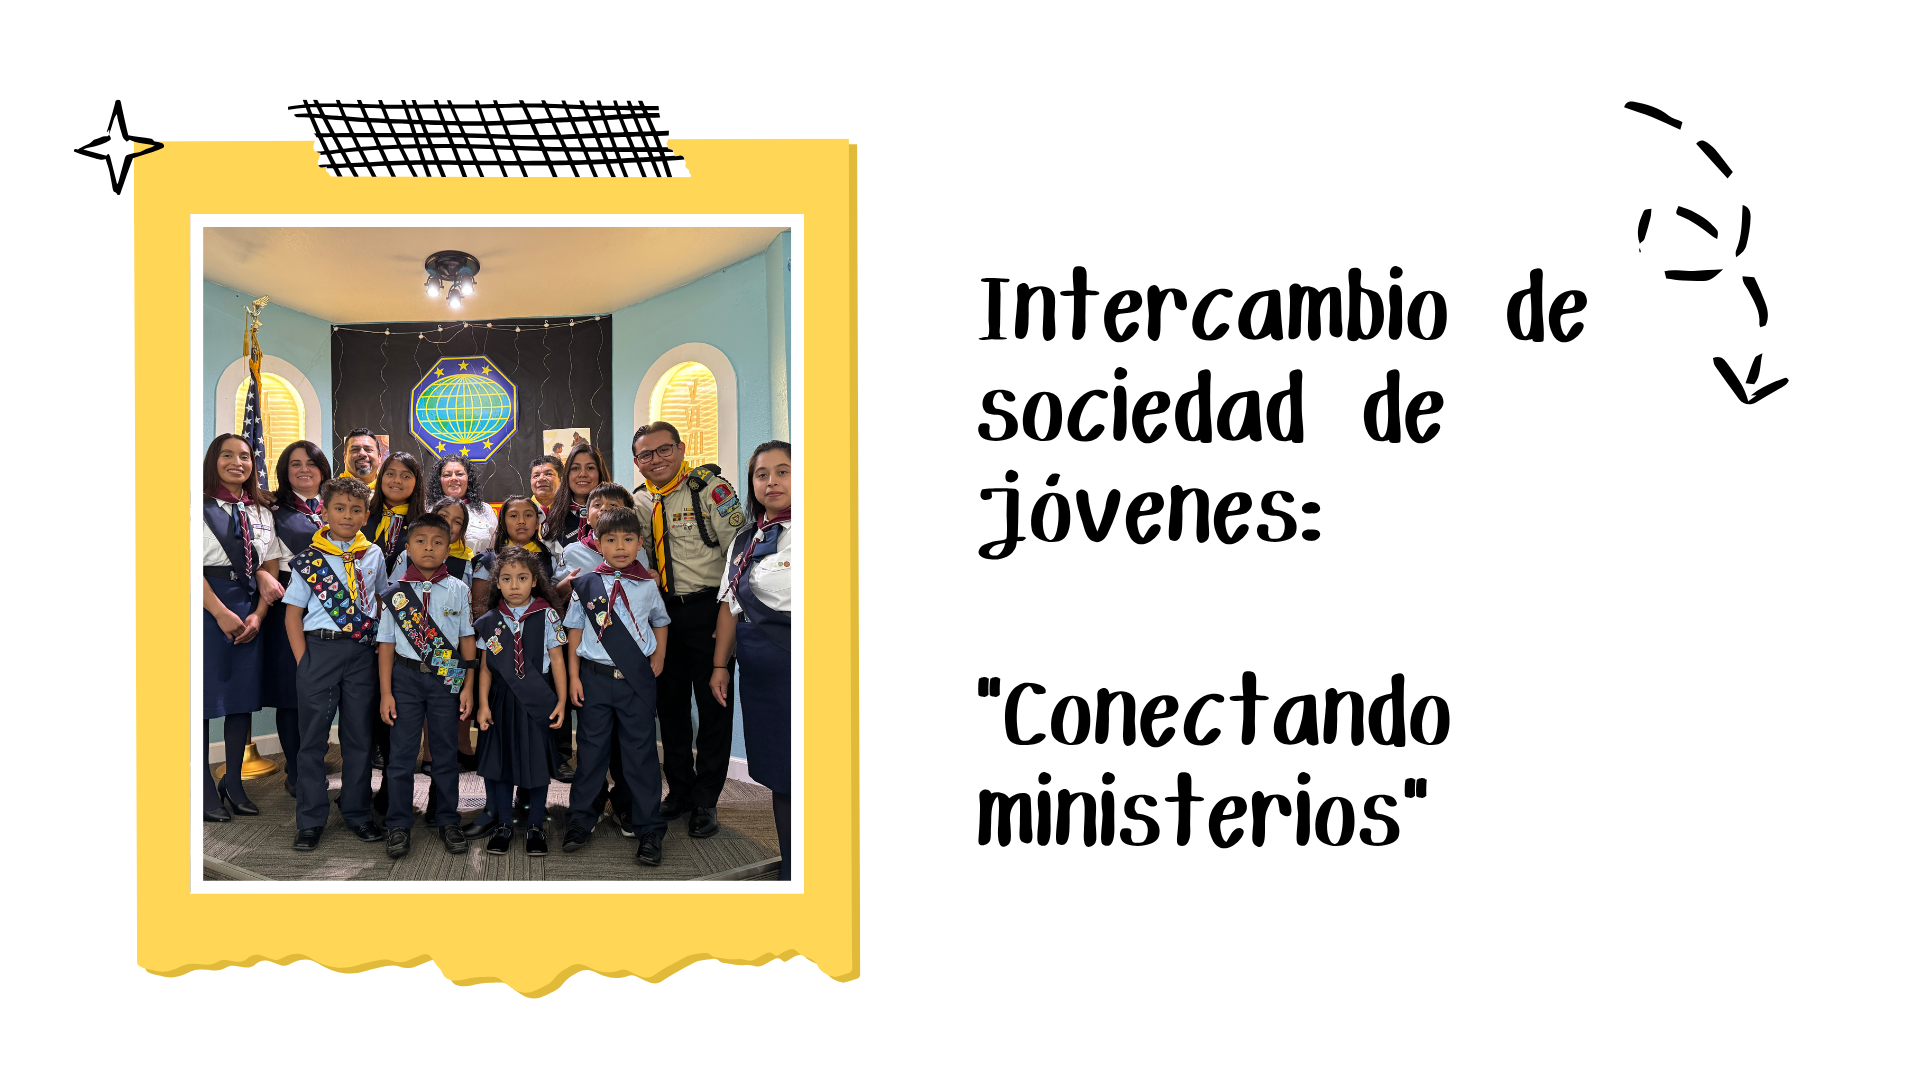 Intercambio de
sociedad de
jóvenes:
"Conectando
ministerios"